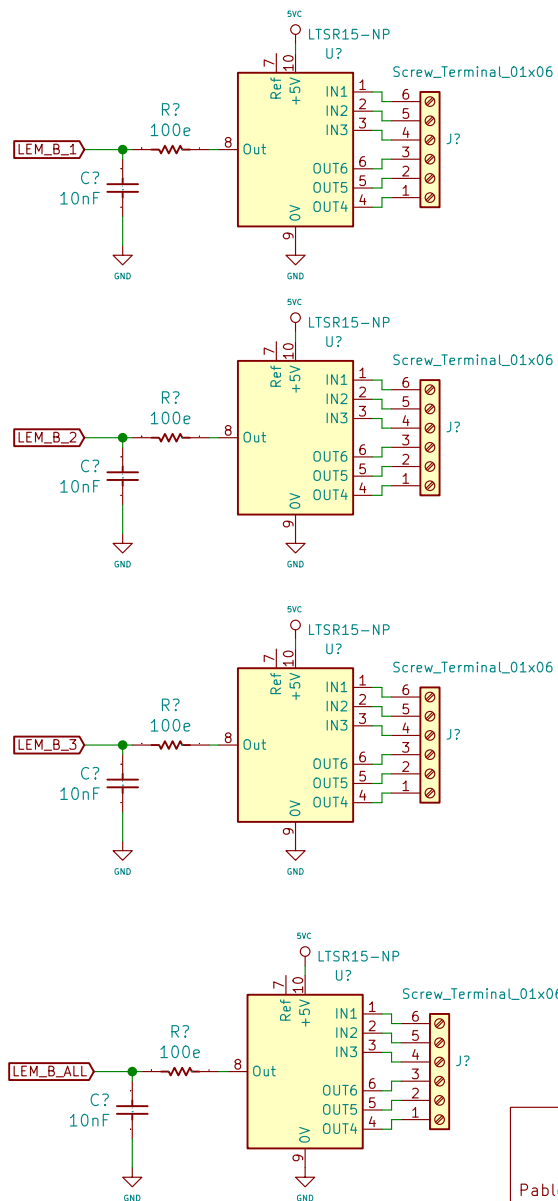 5VC
LTSR15-NP
U?
7
10
Ref
+5V
Screw_Terminal_01x06
IN1 1 6
IN2 2 5
IN3 3 4
J?
R?
100e
LEM_B_1
8 Out
C?
10nF
OUT6 6 3
OUT5 5 2
OUT4 4 1
0V
9
GND
GND
5VC
LTSR15-NP
U?
7
10
Ref
+5V
Screw_Terminal_01x06
IN1 1 6
IN2 2 5
IN3 3 4
J?
R?
100e
LEM_B_2
8 Out
C?
10nF
OUT6 6 3
OUT5 5 2
OUT4 4 1
0V
9
GND
GND
5VC
LTSR15-NP
U?
7
10
Ref
+5V
Screw_Terminal_01x06
IN1 1 6
IN2 2 5
IN3 3 4
J?
R?
100e
LEM_B_3
8 Out
C?
10nF
OUT6 6 3
OUT5 5 2
OUT4 4 1
0V
9
GND
GND
5VC
LTSR15-NP
U?
7
10
Ref
+5V
Screw_Terminal_01x06
IN1 1 6
IN2 2 5
IN3 3 4
J?
R?
100e
LEM_B_ALL
8 Out
C?
10nF
OUT6 6 3
OUT5 5 2
OUT4 4 1
0V
9
GND
GND